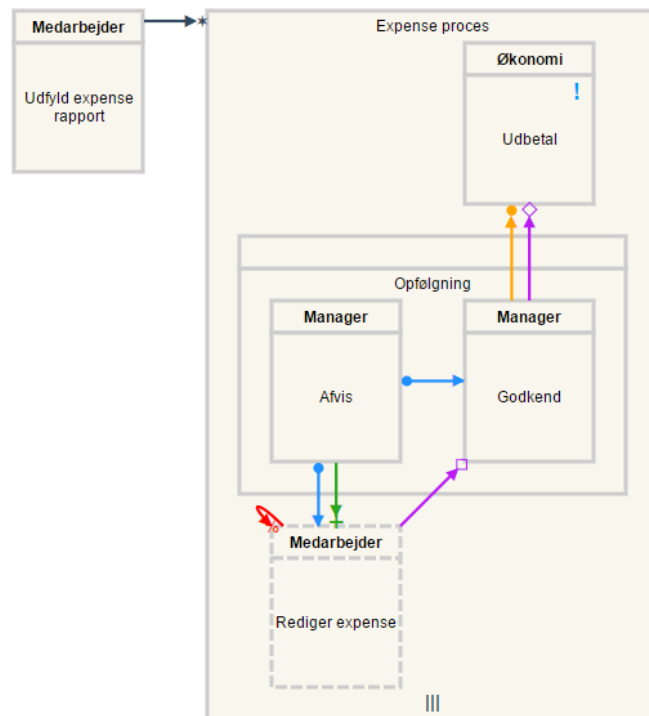 Medarbejder
Udfyld expense
rapport
Expense proces
Økonomi
!
Udbetal
Opfølgning
Manager
Afvis
Manager
Godkend
Medarbejder
Rediger expense
%